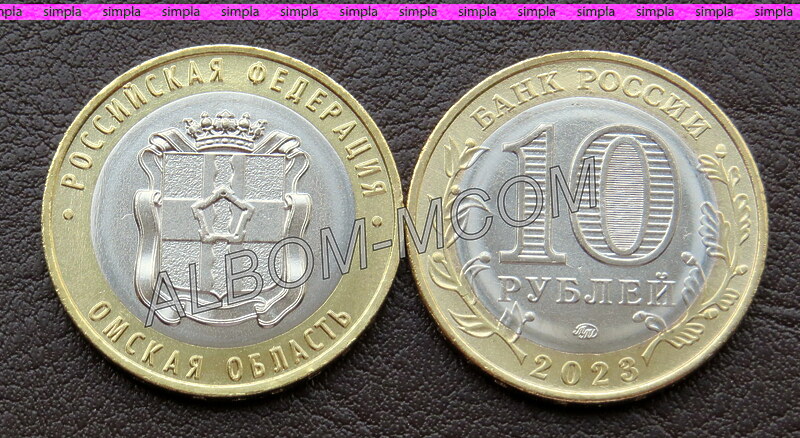 simpla simpla simpla simpla simpla simpla simpla simpla simpla simpla simpla simpla simpla
РОССИЙСКАЯ ФЕДЕРАЦИЯ
ОМСКАЯ ОБЛАСТЬ
БАНК РОССИИ
10
РУБЛЕЙ
2023
ALBOM-MCOM